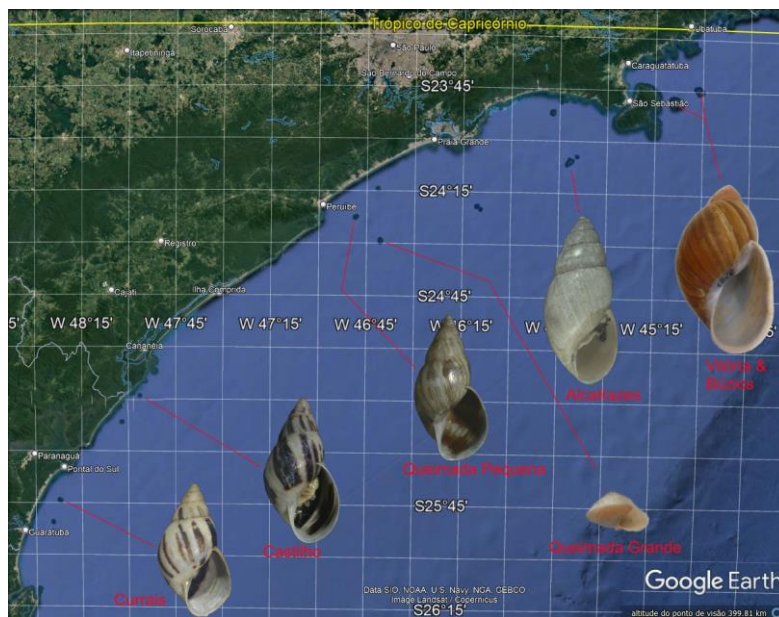 Trópico de Capricórnio
Sorocaba
Ubatuba
Itapetininga
São Paulo
Caraguatatuba
São Bernardo do Campo
S23°45'
São Sebastião
Praia Grande
S24°15'
Peruíbe
Registro
Cajati
Ilha Comprida
S24°45'
W 48°15'
W 47°45'
W 47°15'
W 46°45'
W 46°15'
W 45°15'
Cananéia
Vitória &
Búzios
Alcatrazes
Paranaguá
Pontal do Sul
Queimada Pequena
S25°45'
Guaratuba
Castilho
Queimada Grande
Currais
Data SIO, NOAA, U.S. Navy, NGA, GEBCO
Image Landsat / Copernicus
Google Earth
S26°15'
altitude do ponto de visão 399.81 km